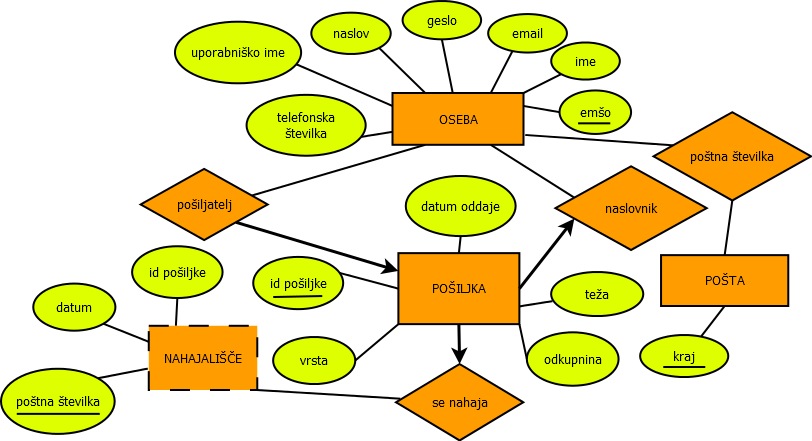 geslo
naslov
email
uporabniško ime
ime
telefonska
številka
OSEBA
emšo
poštna številka
pošiljatelj
datum oddaje
naslovnik
id pošiljke
id pošiljke
POŠILJKA
POŠTA
datum
teža
NAHAJALIŠČE
vrsta
odkupnina
kraj
poštna številka
se nahaja